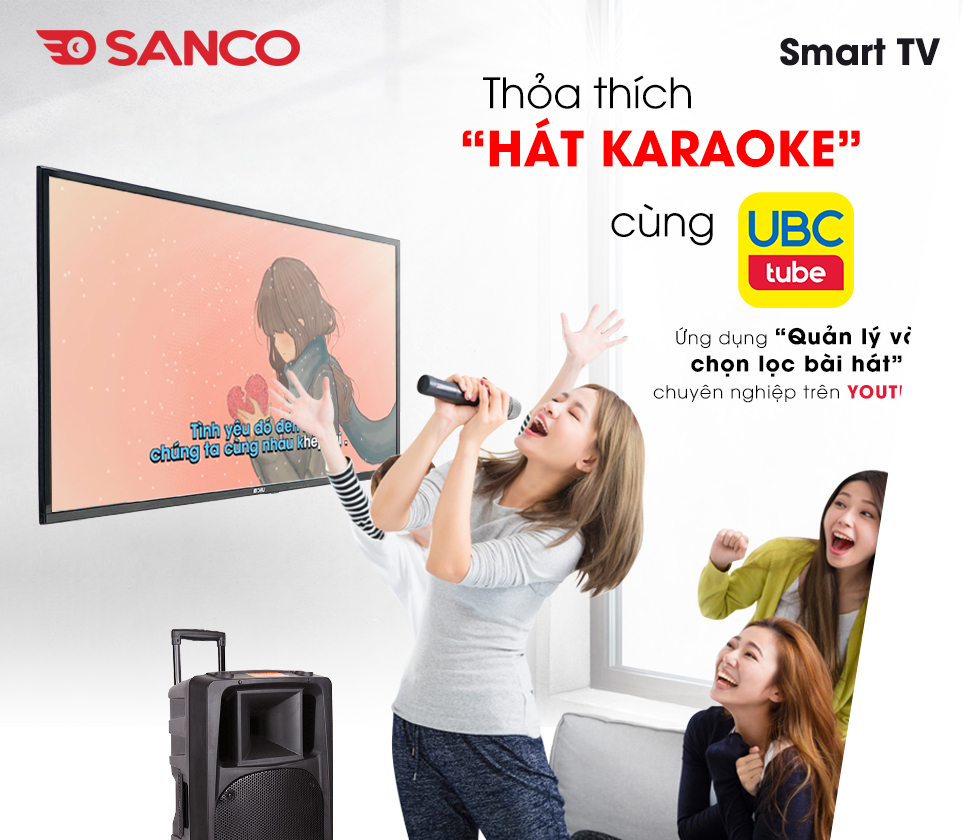 SANCO
Smart TV
Thỏa thích
“HÁT KARAOKE”
cùng
UBC
tube
Ứng dụng “Quản lý
chọn lọc bài hát”
chuyên nghiệp trên
Tình yêu đó
chúng ta cùng nhau